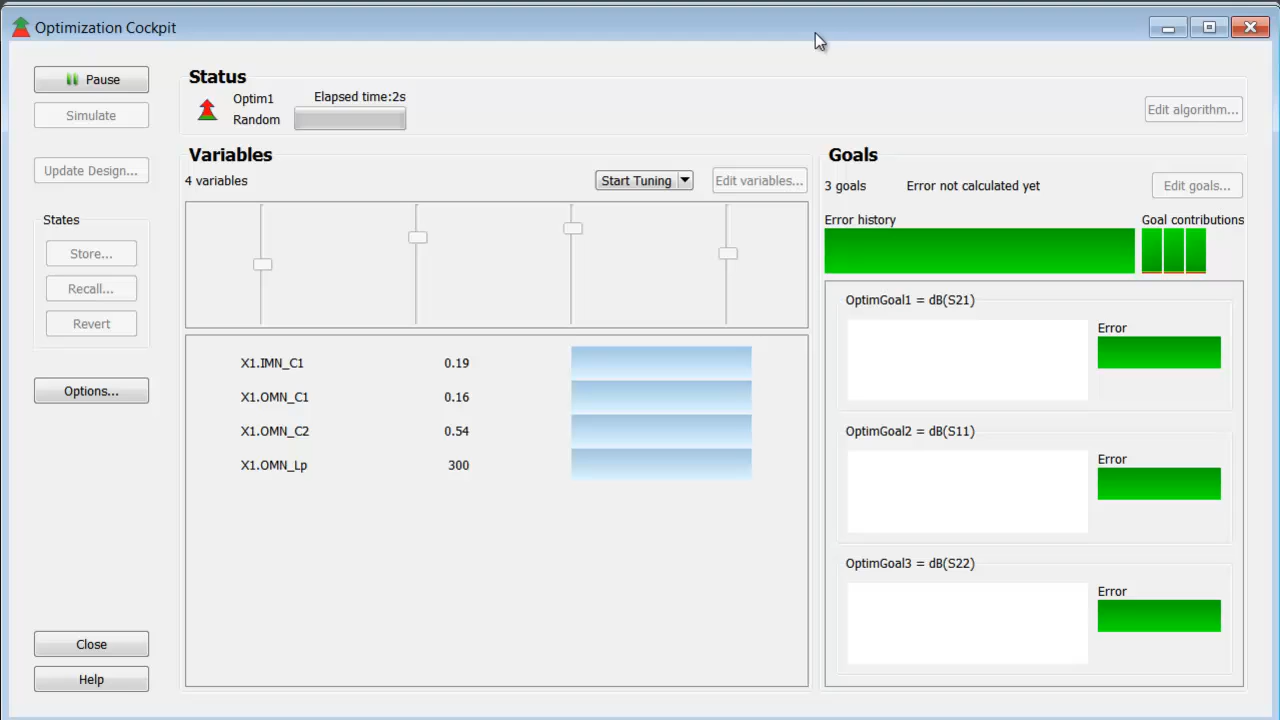 Optimization Cockpit
Pause
Simulate
Update Design...
States
Store...
Recall...
Revert
Options...
Close
Help
Status
Optim1
Random
Elapsed time:2s
Edit algorithm...
Variables
4 variables
Start Tuning
Edit variables...
X1.IMN_C1 0.19
X1.OMN_C1 0.16
X1.OMN_C2 0.54
X1.OMN_Lp 300
Goals
3 goals
Error not calculated yet
Edit goals...
Error history
Goal contributions
OptimGoal1 = dB(S21)
Error
OptimGoal2 = dB(S11)
Error
OptimGoal3 = dB(S22)
Error